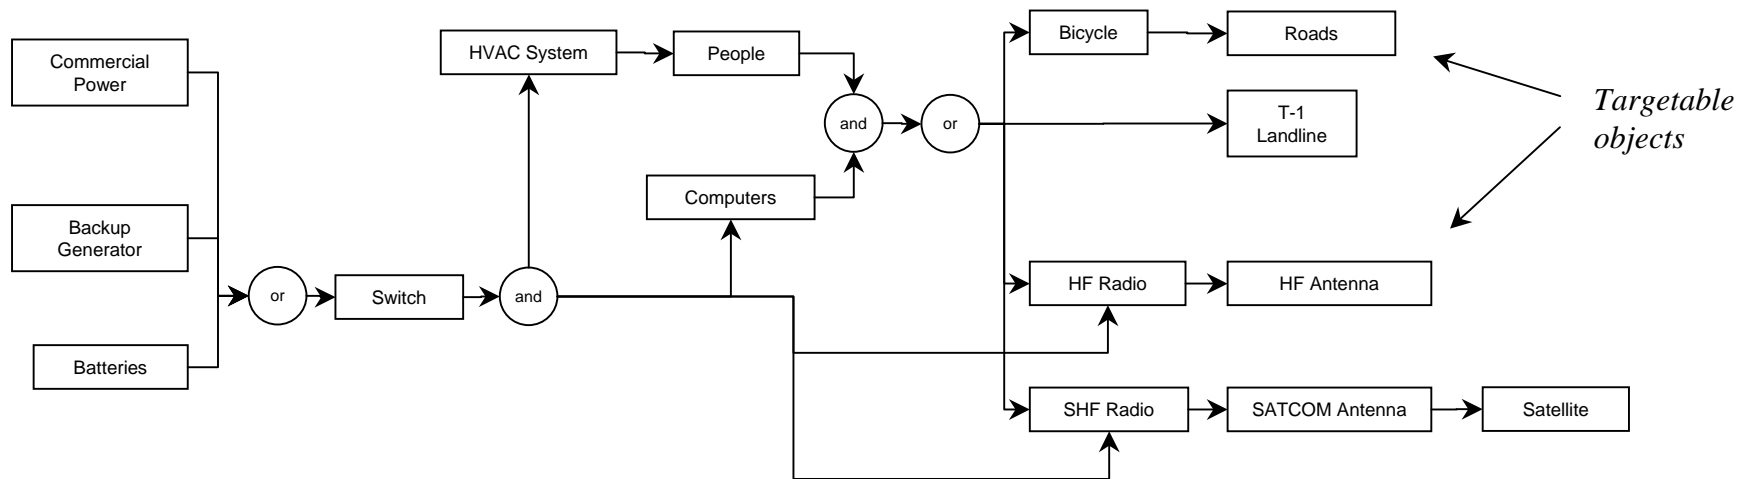 Commercial
Power
Backup
Generator
Batteries
or
Switch
and
HVAC System
People
Computers
and
or
Bicycle
Roads
T-1
Landline
HF Radio
HF Antenna
SHF Radio
SATCOM Antenna
Satellite
Targetable
objects